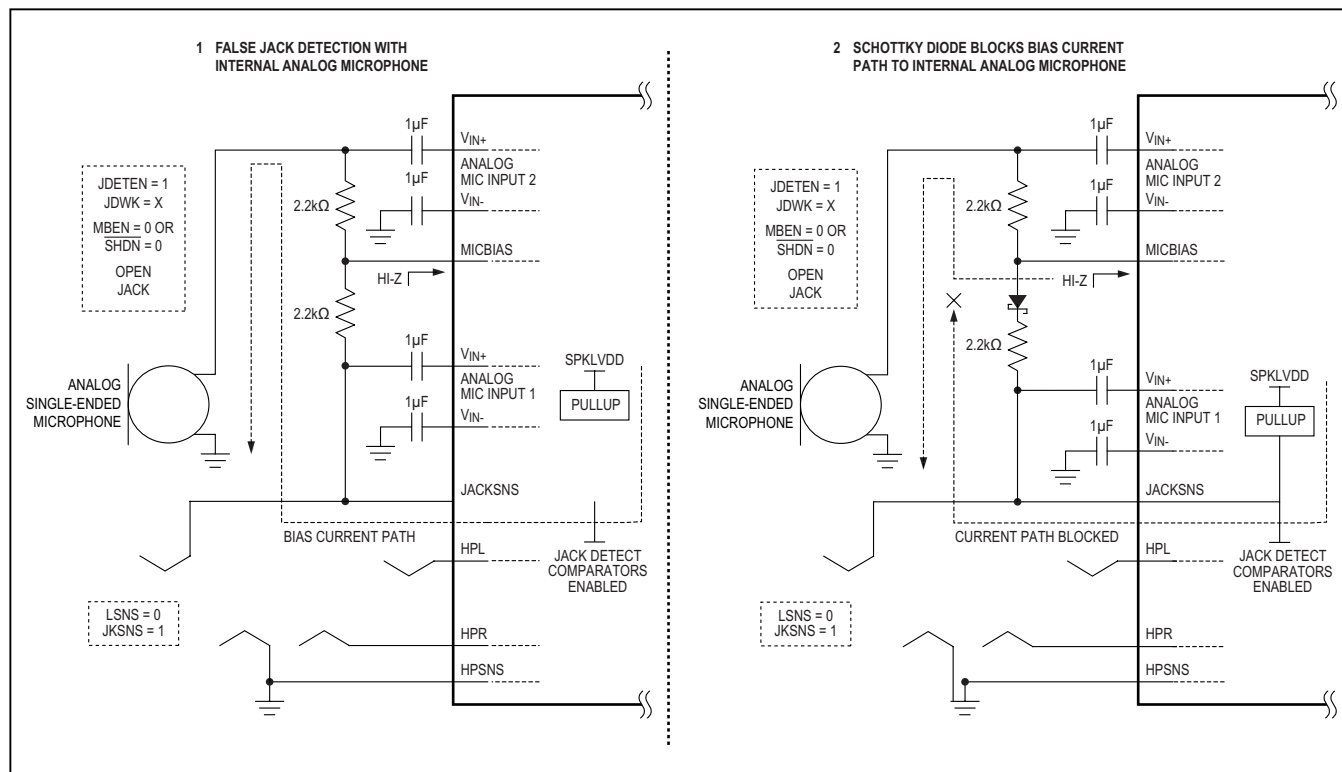 1 FALSE JACK DETECTION WITH
INTERNAL ANALOG MICROPHONE
JDETEN = 1
JDWK = X
MBEN = 0 OR
SHDN = 0
OPEN
JACK
1µF
VIN+
ANALOG
MIC INPUT 2
1µF
VIN-
2.2kΩ
MICBIAS
HI-Z
2.2kΩ
1µF
VIN+
ANALOG
MIC INPUT 1
1µF
VIN-
SPKLVDD
PULLUP
ANALOG
SINGLE-ENDED
MICROPHONE
JACKSNS
BIAS CURRENT PATH
HPL
JACK DETECT
COMPARATORS
ENABLED
LSNS = 0
JKSNS = 1
HPR
HPSNS
2 SCHOTTKY DIODE BLOCKS BIAS CURRENT
PATH TO INTERNAL ANALOG MICROPHONE
JDETEN = 1
JDWK = X
MBEN = 0 OR
SHDN = 0
OPEN
JACK
1µF
VIN+
ANALOG
MIC INPUT 2
1µF
VIN-
2.2kΩ
MICBIAS
HI-Z
2.2kΩ
1µF
VIN+
ANALOG
MIC INPUT 1
1µF
VIN-
SPKLVDD
PULLUP
ANALOG
SINGLE-ENDED
MICROPHONE
JACKSNS
CURRENT PATH BLOCKED
HPL
JACK DETECT
COMPARATORS
ENABLED
LSNS = 0
JKSNS = 1
HPR
HPSNS